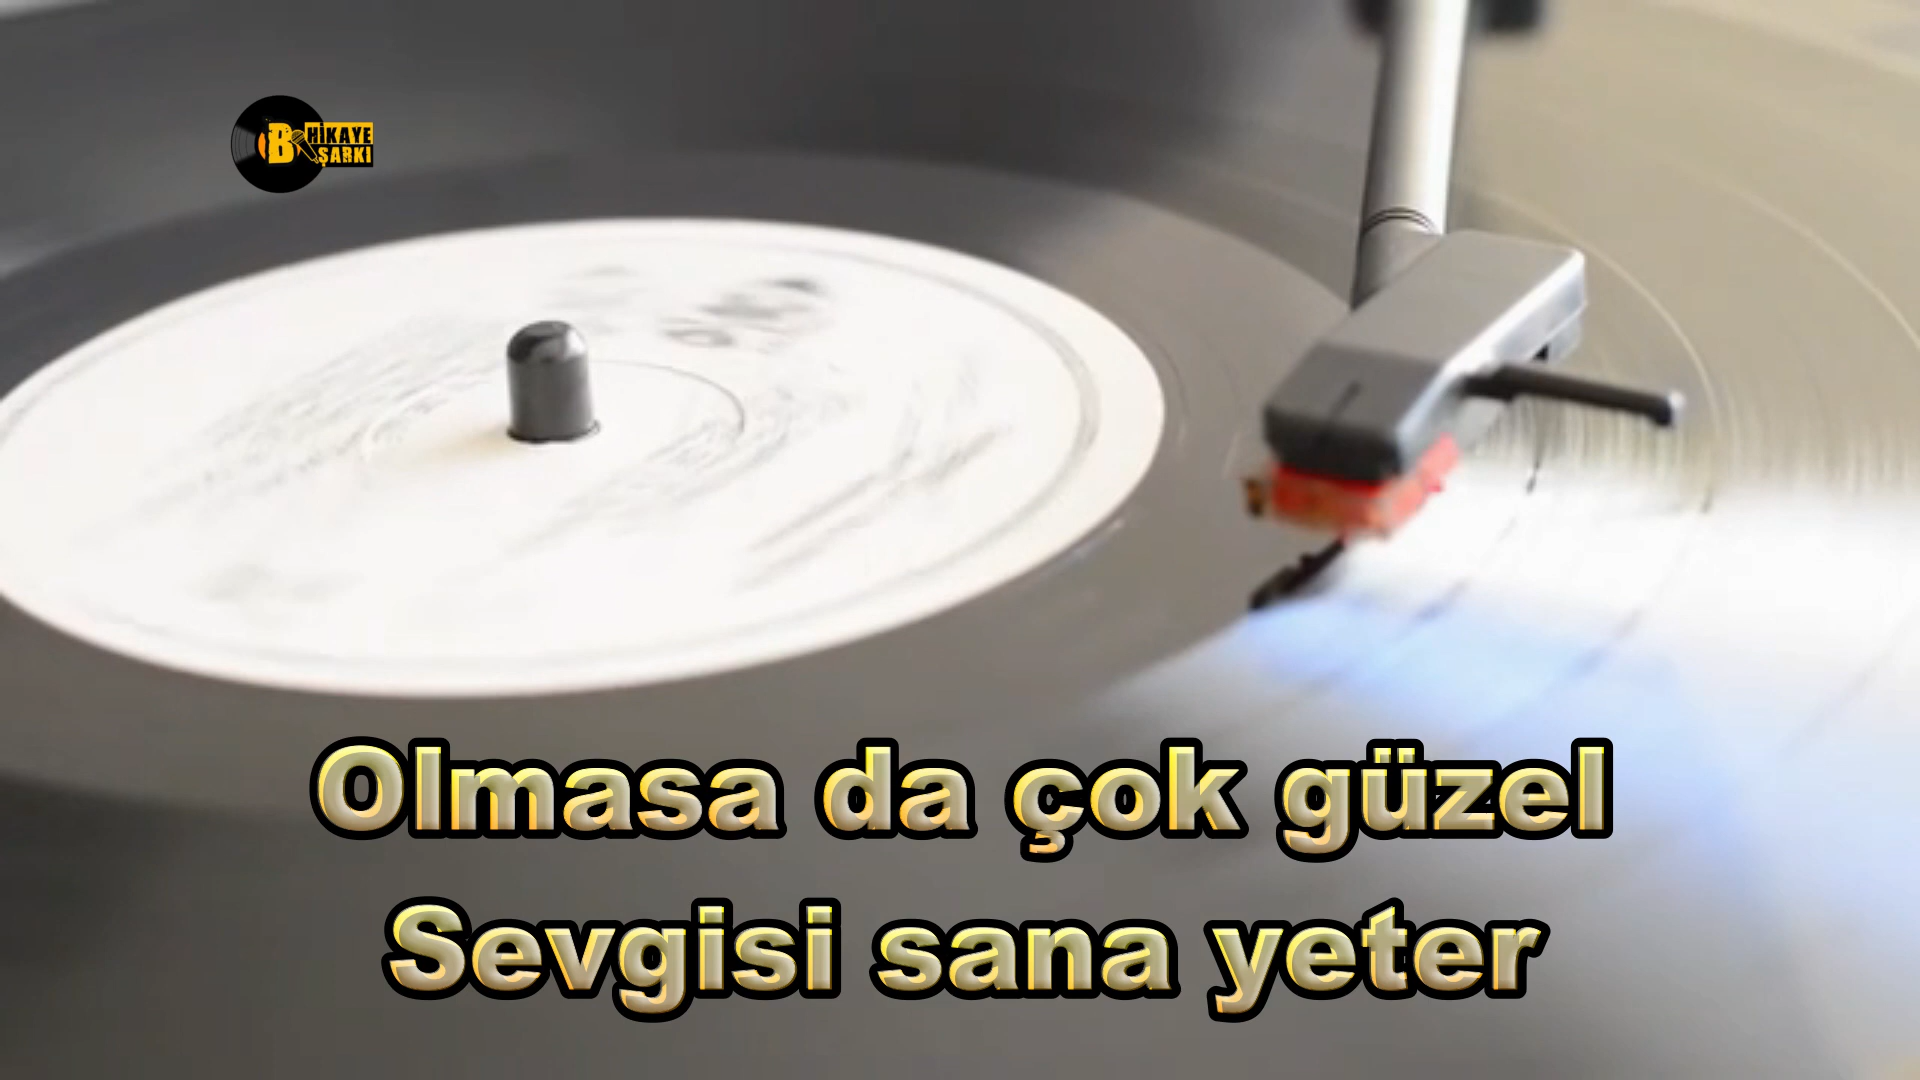 B HİKAYE
ŞARKI
Olmasa da çok güzel
Sevgisi sana yeter